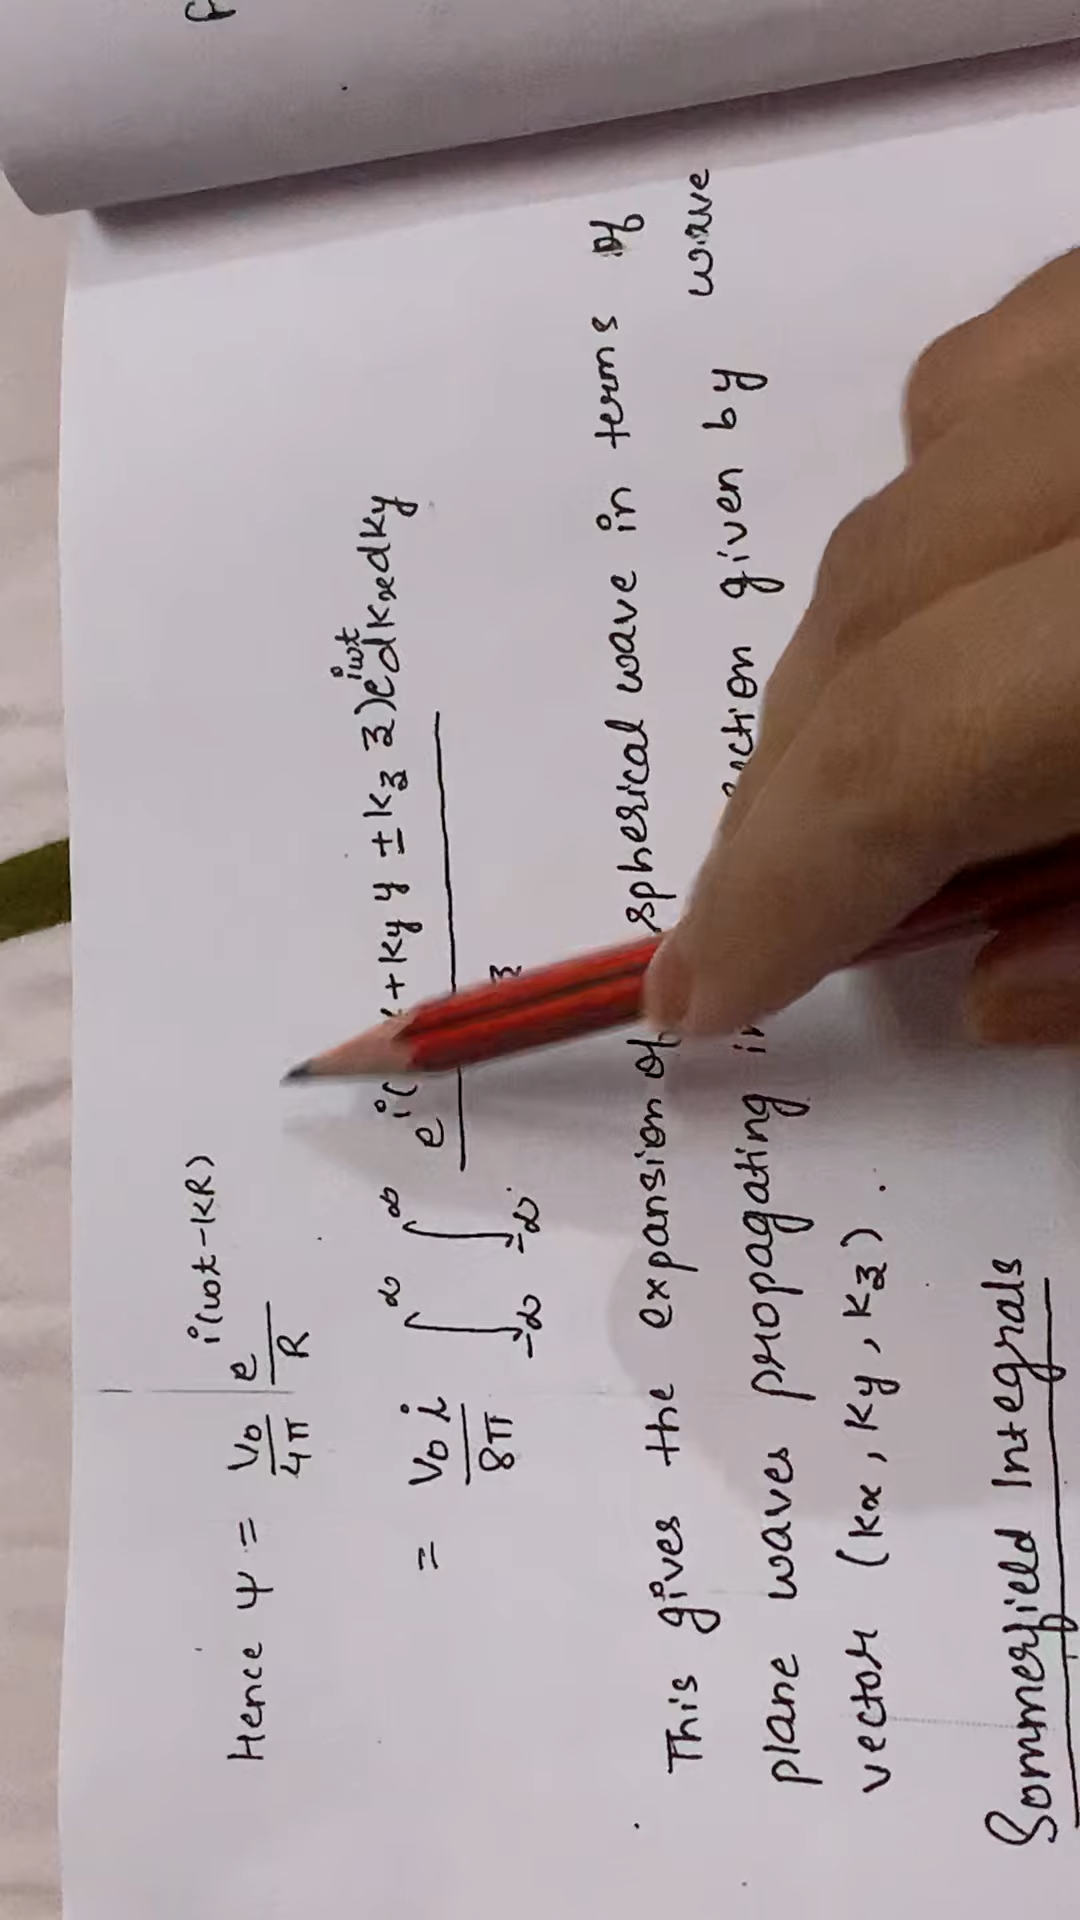 Hence ψ = V₀/4π e^i(ωt-KR)/R
= V₀i/8π ∫_-∞^∞ ∫_-∞^∞ e^i( + Ky y ± Kz z) e^iωt dKx dKy / z
This gives the expansion of spherical wave in terms of
plane waves propagating in given by wave
vector (Kx, Ky, Kz).
Sommerfield Integrals